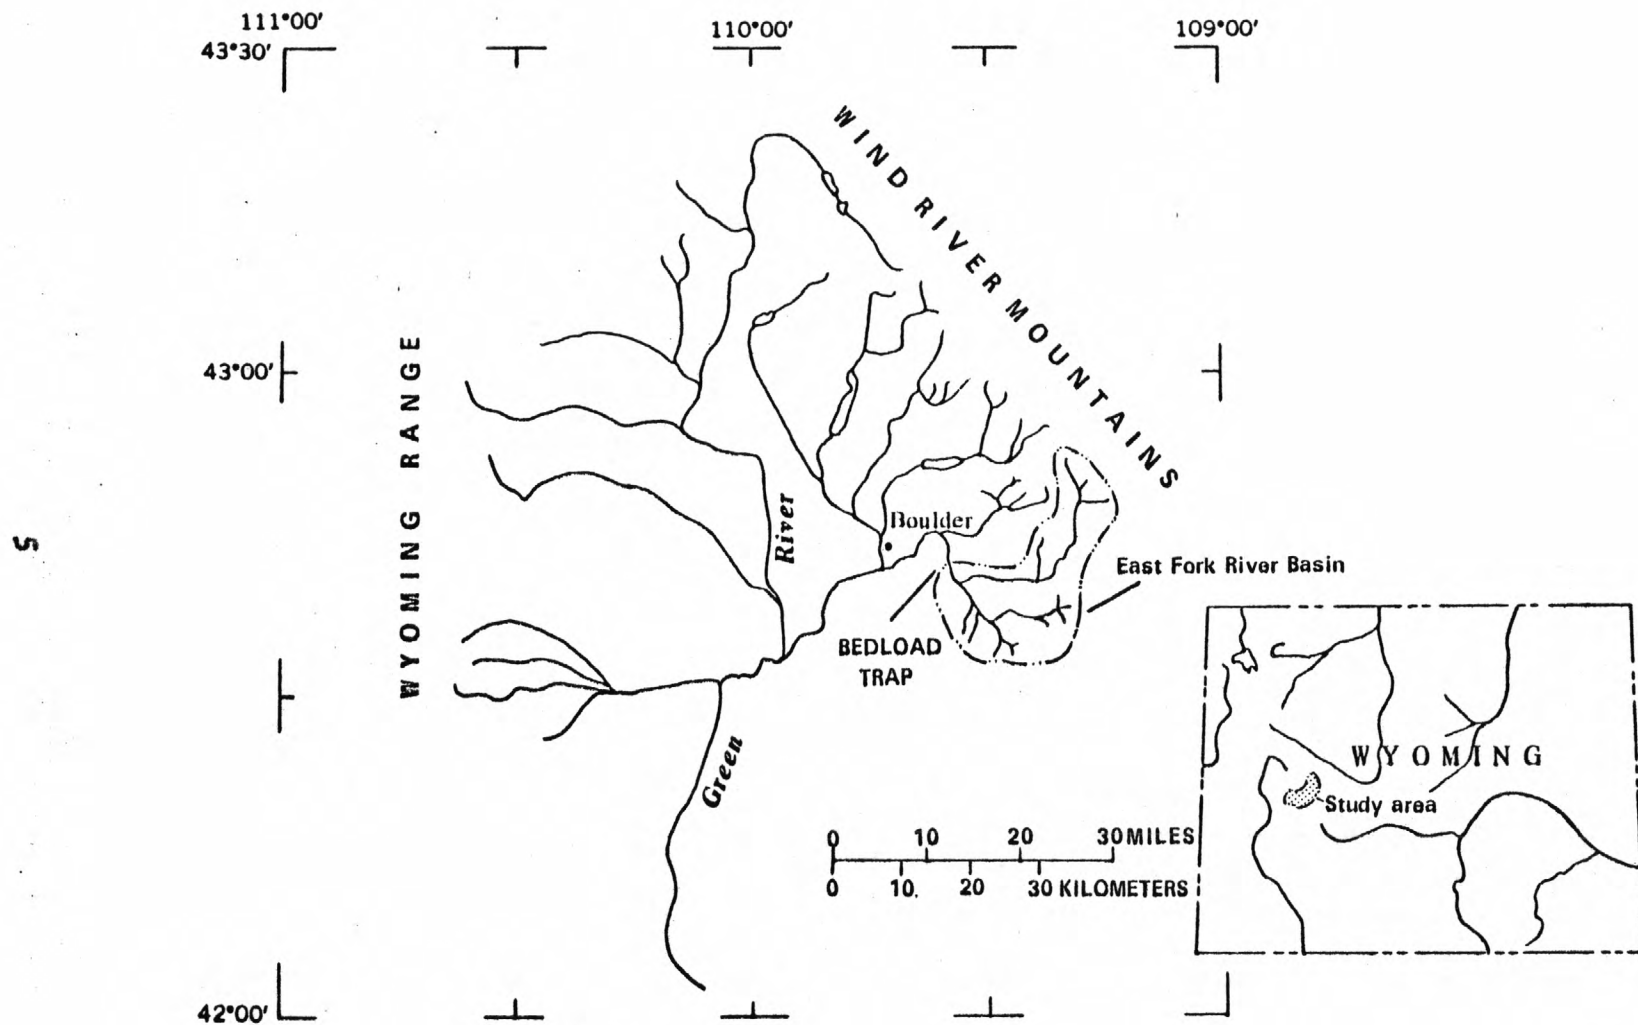 111°00'
110°00'
109°00'
43°30'
WIND RIVER MOUNTAINS
43°00'
WYOMING RANGE
River
Boulder
East Fork River Basin
BEDLOAD
TRAP
Green
WYOMING
Study area
0 10 20 30 MILES
0 10. 20 30 KILOMETERS
42°00'
5